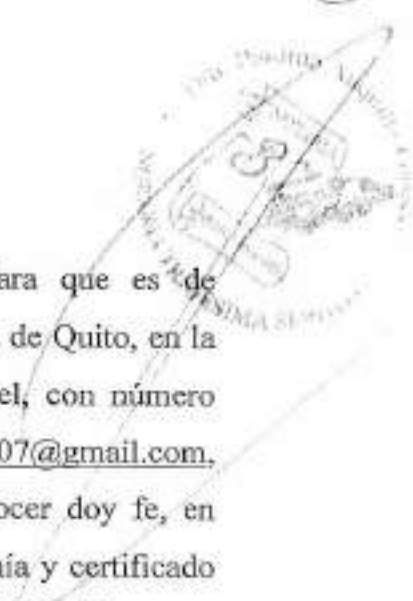 ara que es de
de Quito, en la
el, con número
07@gmail.com,
ocer doy fe, en
nía y certificado